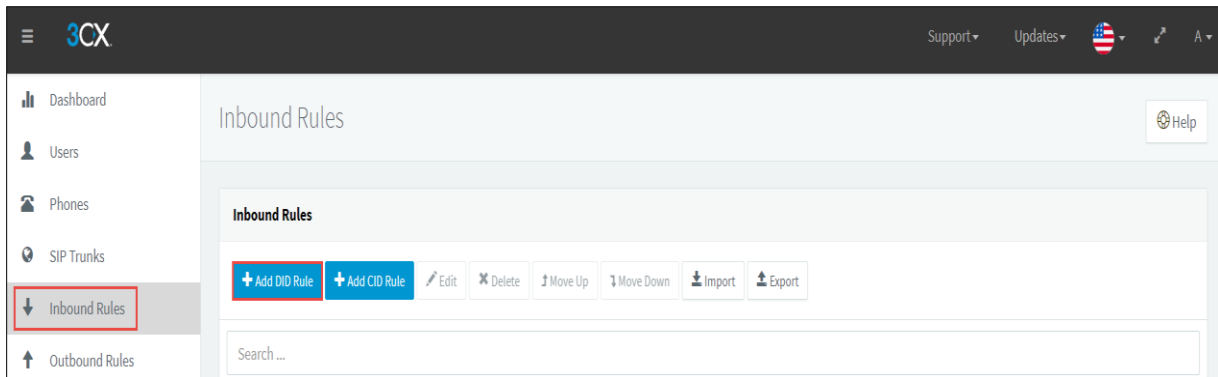 3CX
Support Updates A
Dashboard
Users
Phones
SIP Trunks
Inbound Rules
Outbound Rules
Inbound Rules
Help
Inbound Rules
Add DID Rule Add CID Rule Edit Delete Move Up Move Down Import Export
Search ...